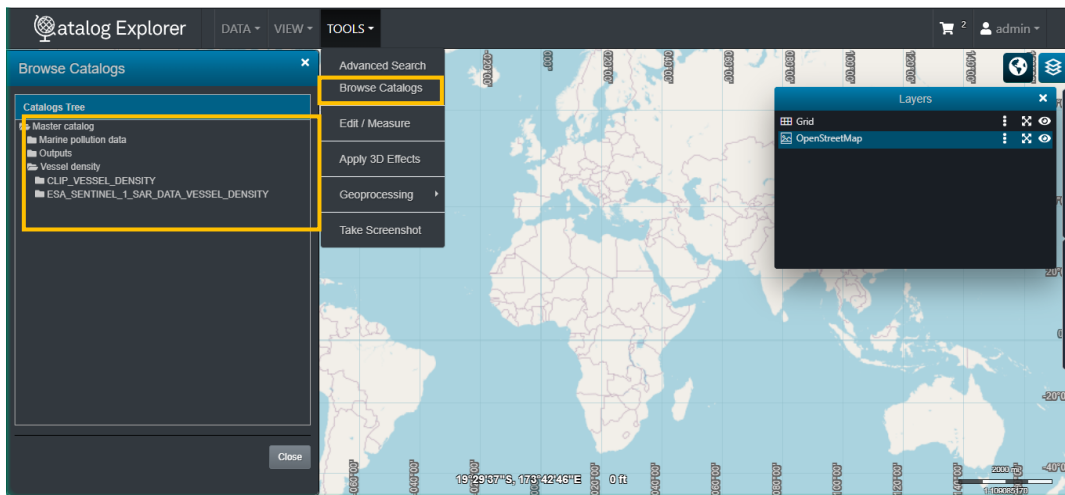 Catalog Explorer
DATA
VIEW
TOOLS
2
admin
Browse Catalogs
×
Catalogs Tree
Master catalog
Marine pollution data
Outputs
Vessel density
CLIP_VESSEL_DENSITY
ESA_SENTINEL_1_SAR_DATA_VESSEL_DENSITY
Close
Advanced Search
Browse Catalogs
Edit / Measure
Apply 3D Effects
Geoprocessing
Take Screenshot
Layers
×
Grid
OpenStreetMap
19°29'37"S, 173°42'46"E 0 ft